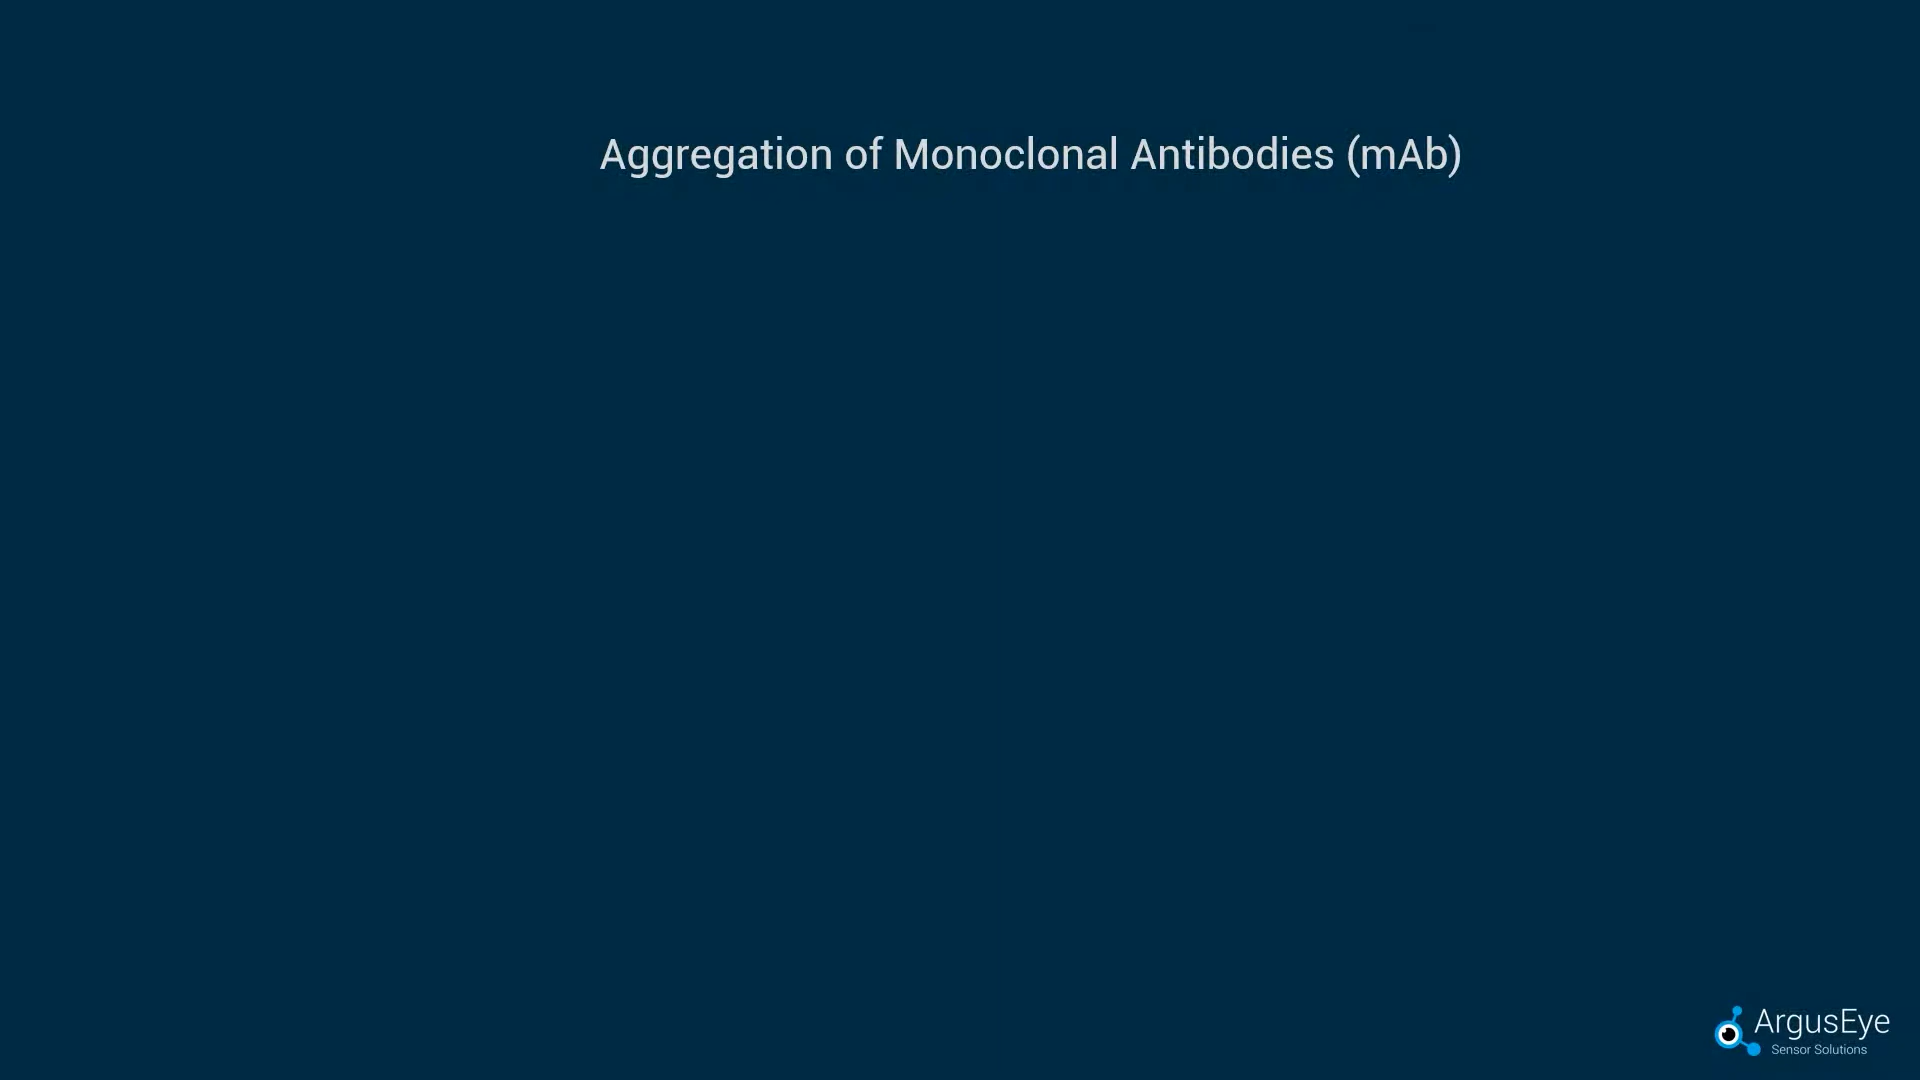 Aggregation of Monoclonal Antibodies (mAb)
ArgusEye
Sensor Solutions